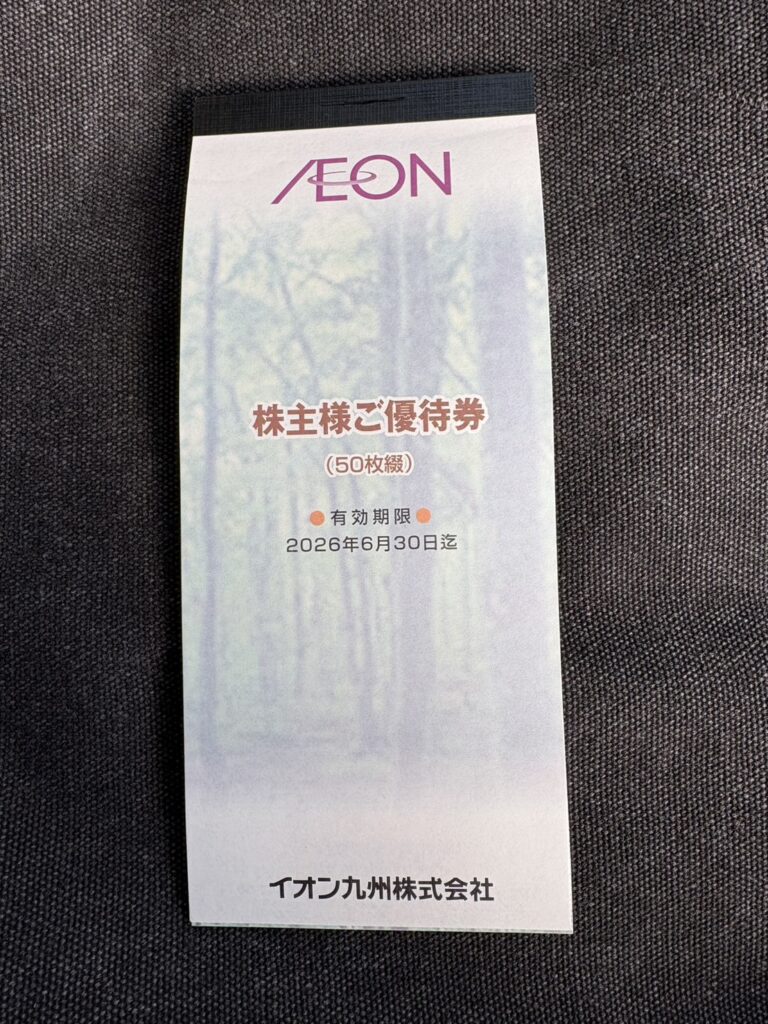 ÆON
株主様ご優待券
(50枚綴)
●有効期限●
2026年6月30日迄
イオン九州株式会社